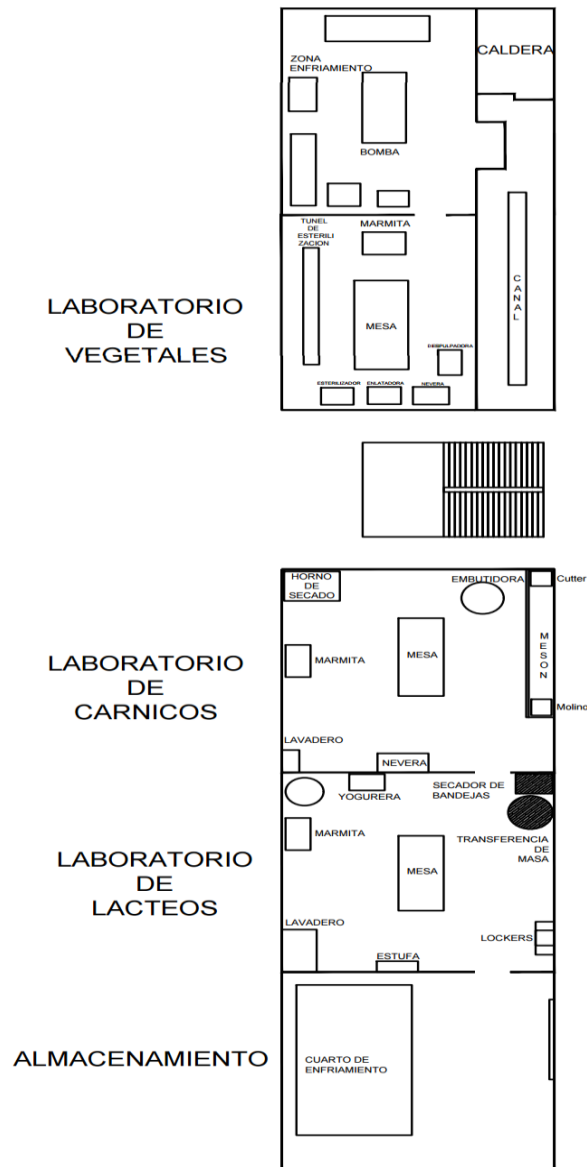 CALDERA
ZONA
ENFRIAMIENTO
BOMBA
TUNEL
DE
ESTERILI
ZACION
MARMITA
CANAL
LABORATORIO
DE
VEGETALES
MESA
DESPULPADORA
ESTERILIZADOR
ENLATADORA
NEVERA
HORNO
DE
SECADO
EMBUTIDORA
Cutter
MESON
LABORATORIO
DE
CARNICOS
MARMITA
MESA
Molino
LAVADERO
NEVERA
YOGURERA
SECADOR DE
BANDEJAS
MARMITA
TRANSFERENCIA
DE
MASA
LABORATORIO
DE
LACTEOS
MESA
LAVADERO
LOCKERS
ESTUFA
ALMACENAMIENTO
CUARTO DE
ENFRIAMIENTO